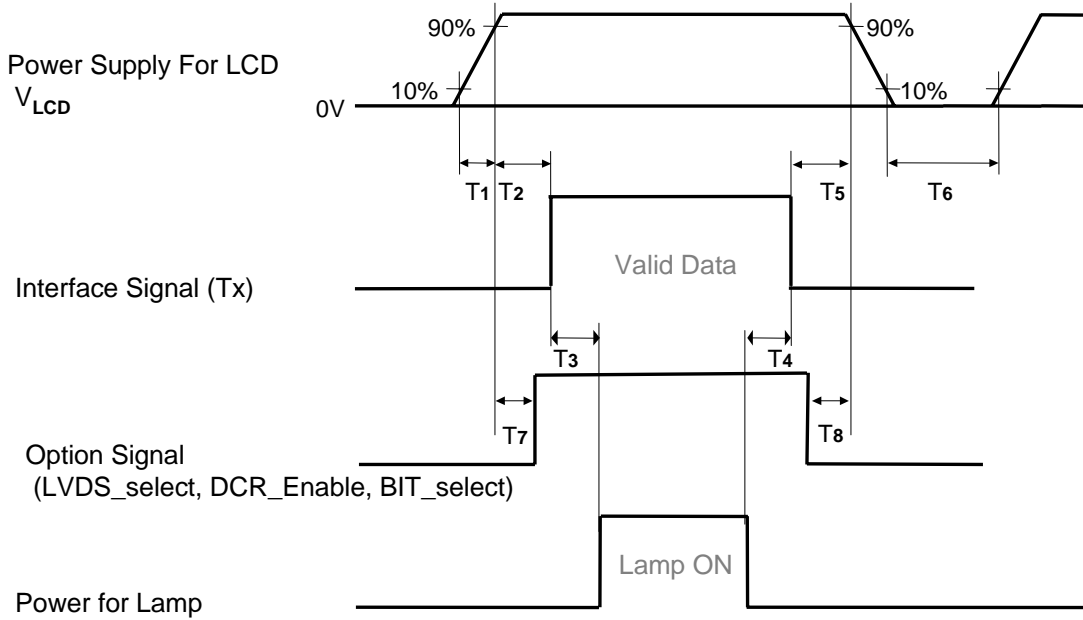 90%
90%
Power Supply For LCD
VLCD
10%
10%
0V
T1
T2
T5
T6
Valid Data
Interface Signal (Tx)
T3
T4
T7
T8
Option Signal
(LVDS_select, DCR_Enable, BIT_select)
Lamp ON
Power for Lamp